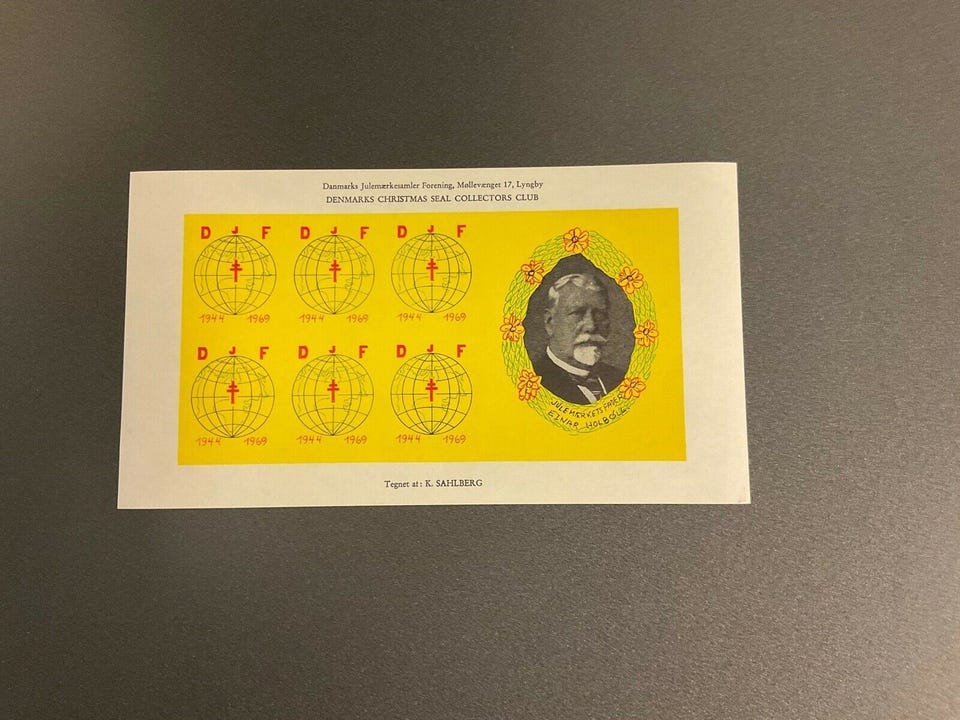 Danmarks Julemærkesamler Forening, Møllevænget 17, Lyngby
DENMARKS CHRISTMAS SEAL COLLECTORS CLUB
D J F
1944 1969
D J F
1944 1969
D J F
1944 1969
D J F
1944 1969
D J F
1944 1969
D J F
1944 1969
JULEMÆRKETS FADER
EINAR HOLBØLL
Tegnet af: K. SAHLBERG